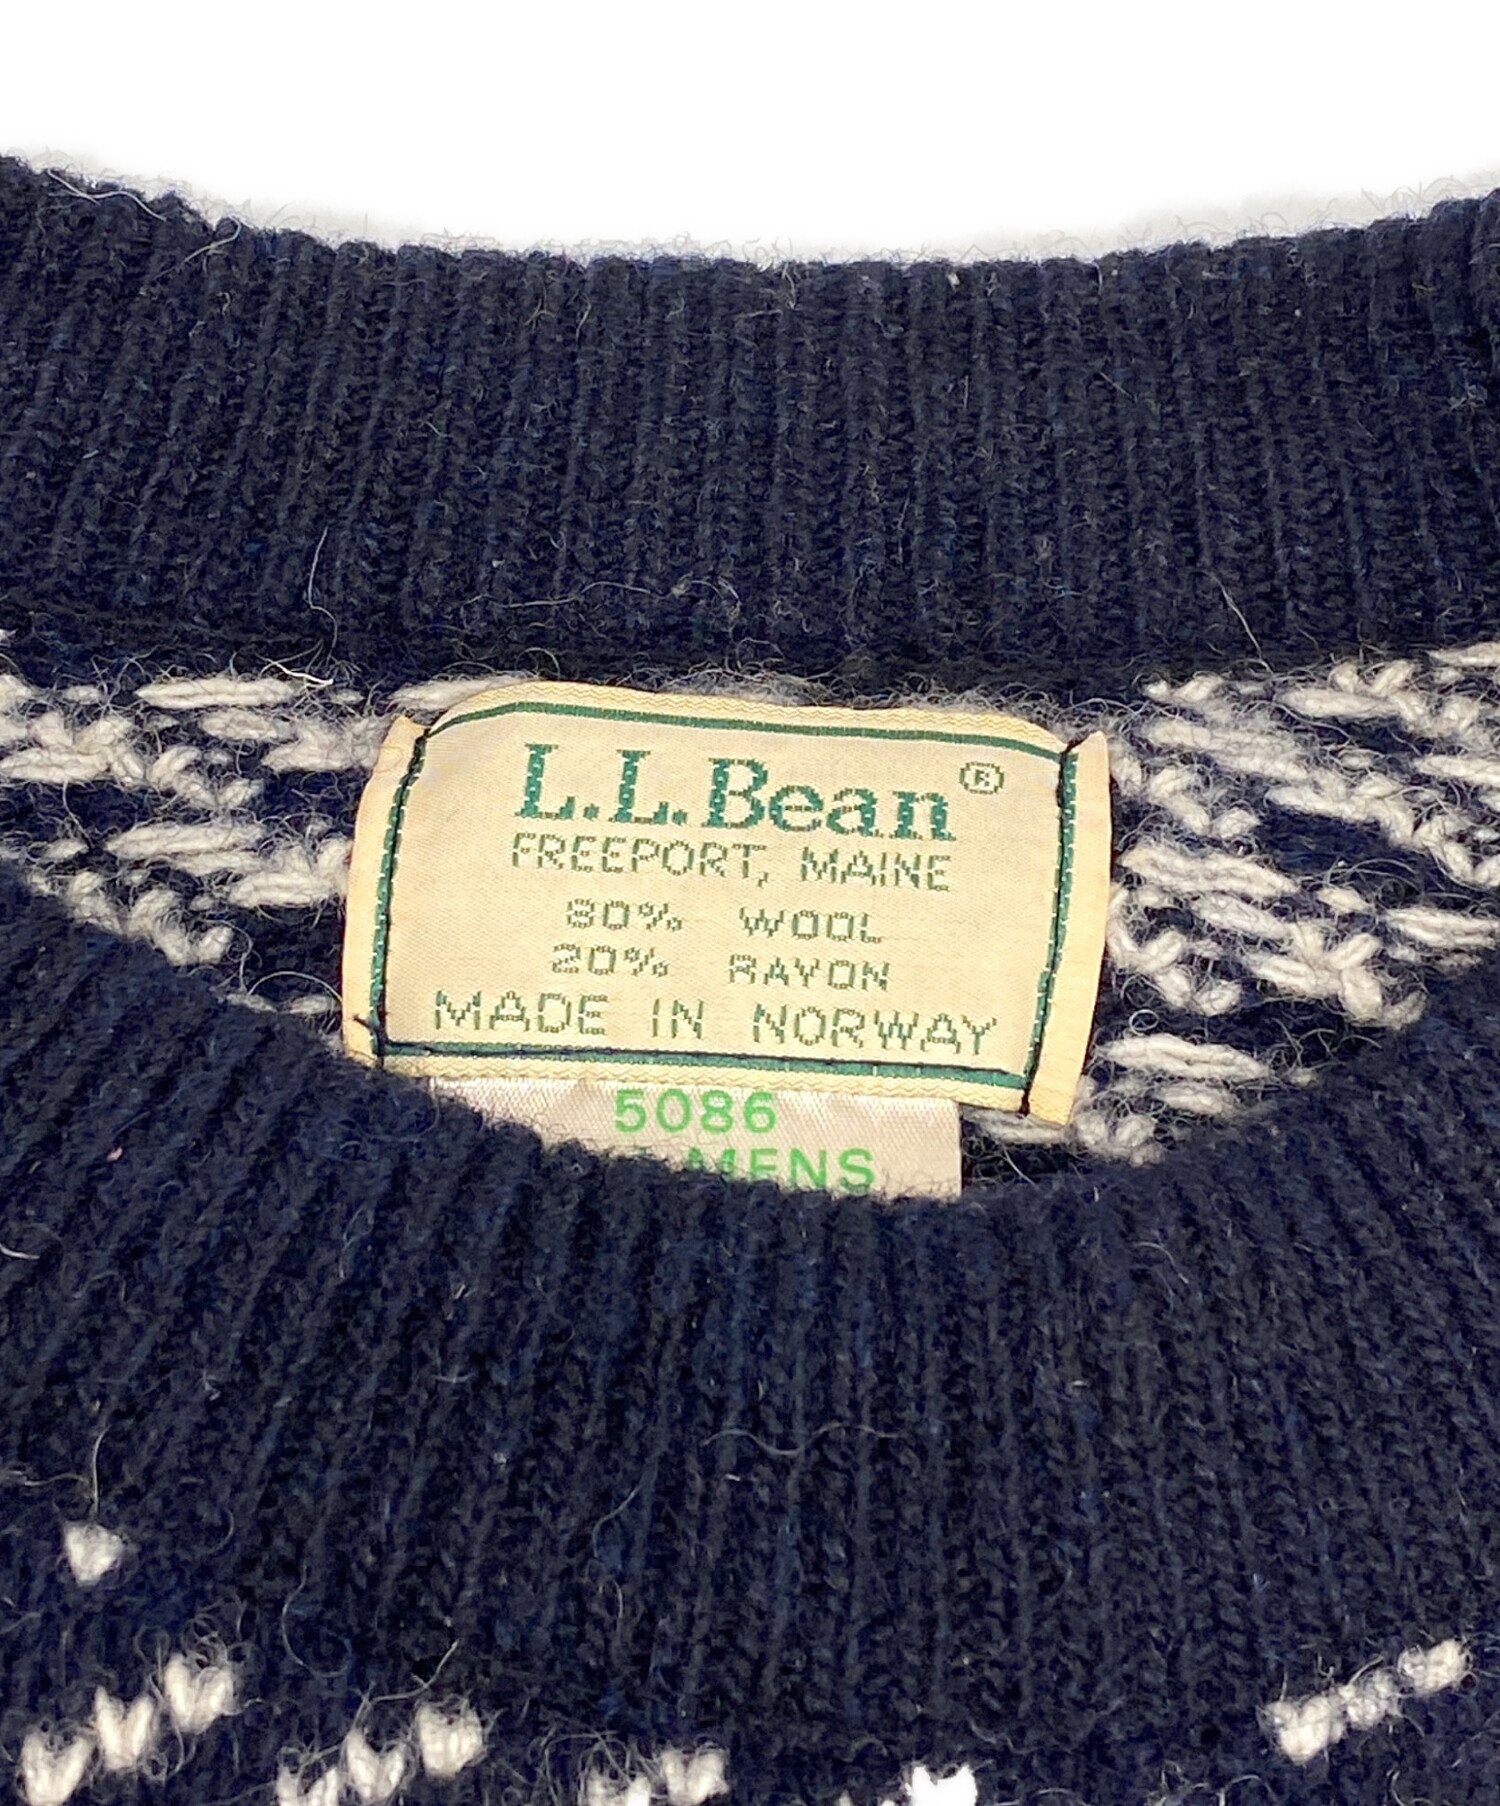 L.L.Bean®
FREEPORT, MAINE
80% WOOL
20% RAYON
MADE IN NORWAY
5086
MENS